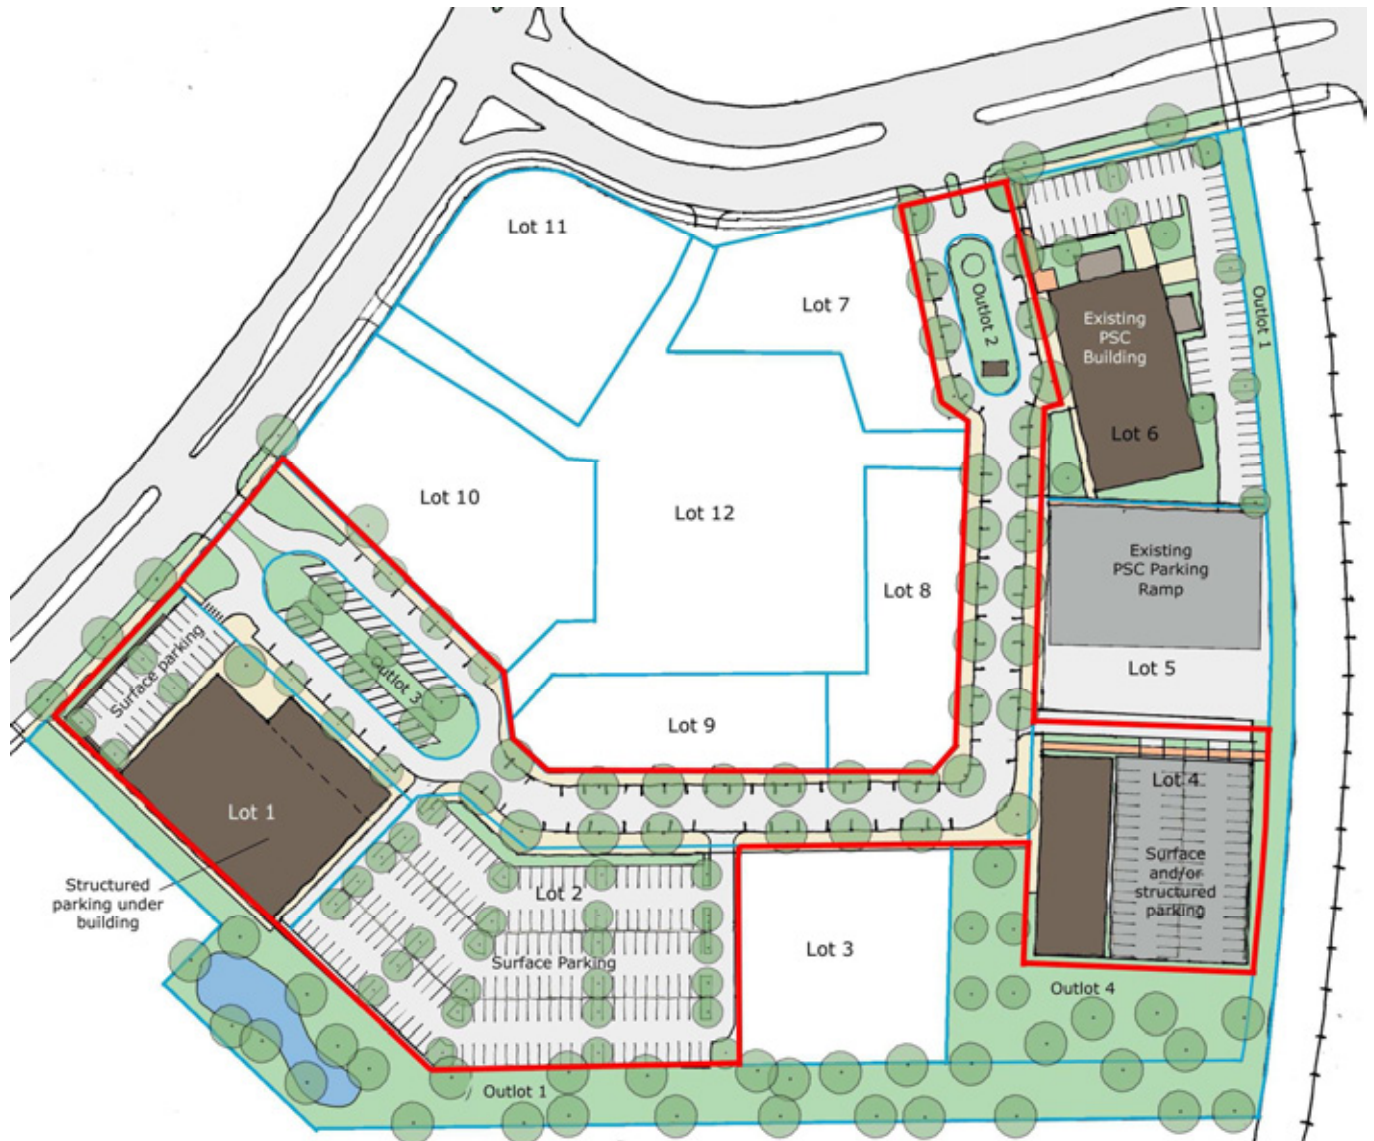 Lot 11
Lot 7
Outlot 2
Outlot 1
Existing
PSC
Building
Lot 6
Lot 10
Lot 12
Existing
PSC Parking
Ramp
Lot 8
Lot 5
Surface parking
Outlot 3
Lot 9
Lot 4
Surface
and/or
structured
parking
Lot 1
Structured
parking under
building
Lot 2
Surface Parking
Lot 3
Outlot 4
Outlot 1